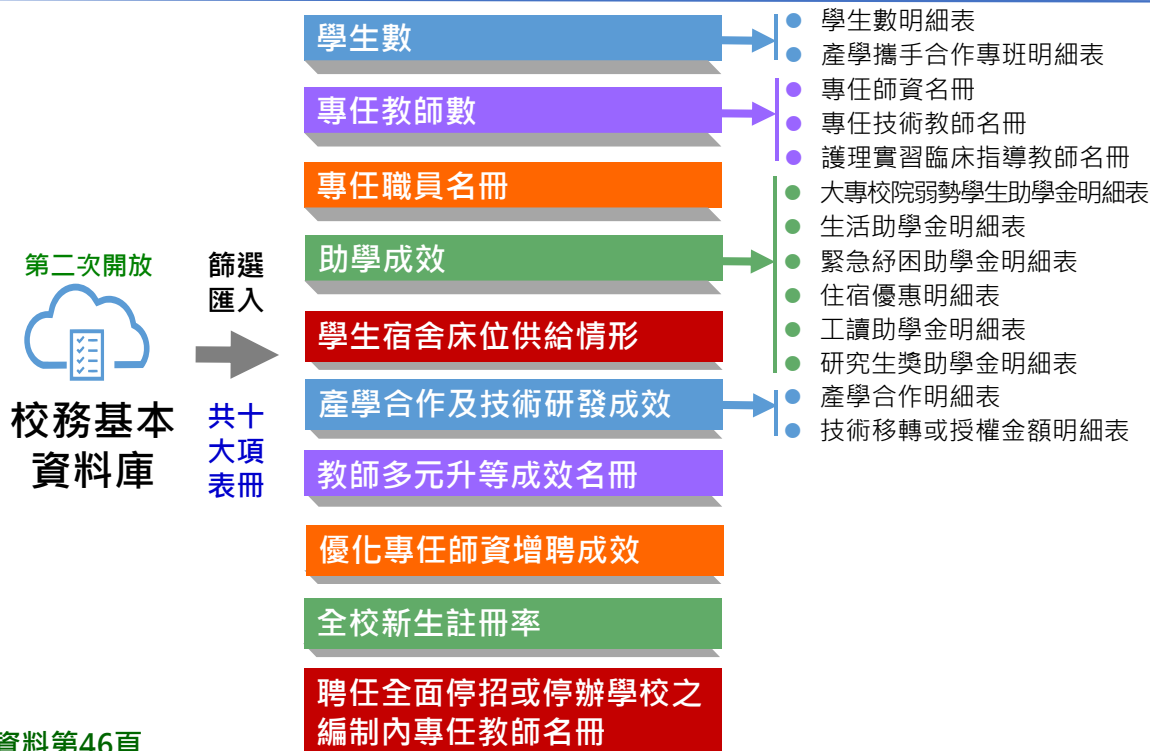 第二次開放
校務基本
資料庫
篩選
匯入
共十
大項
表冊
學生數
專任教師數
專任職員名冊
助學成效
學生宿舍床位供給情形
產學合作及技術研發成效
教師多元升等成效名冊
優化專任師資增聘成效
全校新生註冊率
聘任全面停招或停辦學校之
編制內專任教師名冊
學生數明細表
產學攜手合作專班明細表
專任師資名冊
專任技術教師名冊
護理實習臨床指導教師名冊
大專校院弱勢學生助學金明細表
生活助學金明細表
緊急紓困助學金明細表
住宿優惠明細表
工讀助學金明細表
研究生獎助學金明細表
產學合作明細表
技術移轉或授權金額明細表
資料第46頁